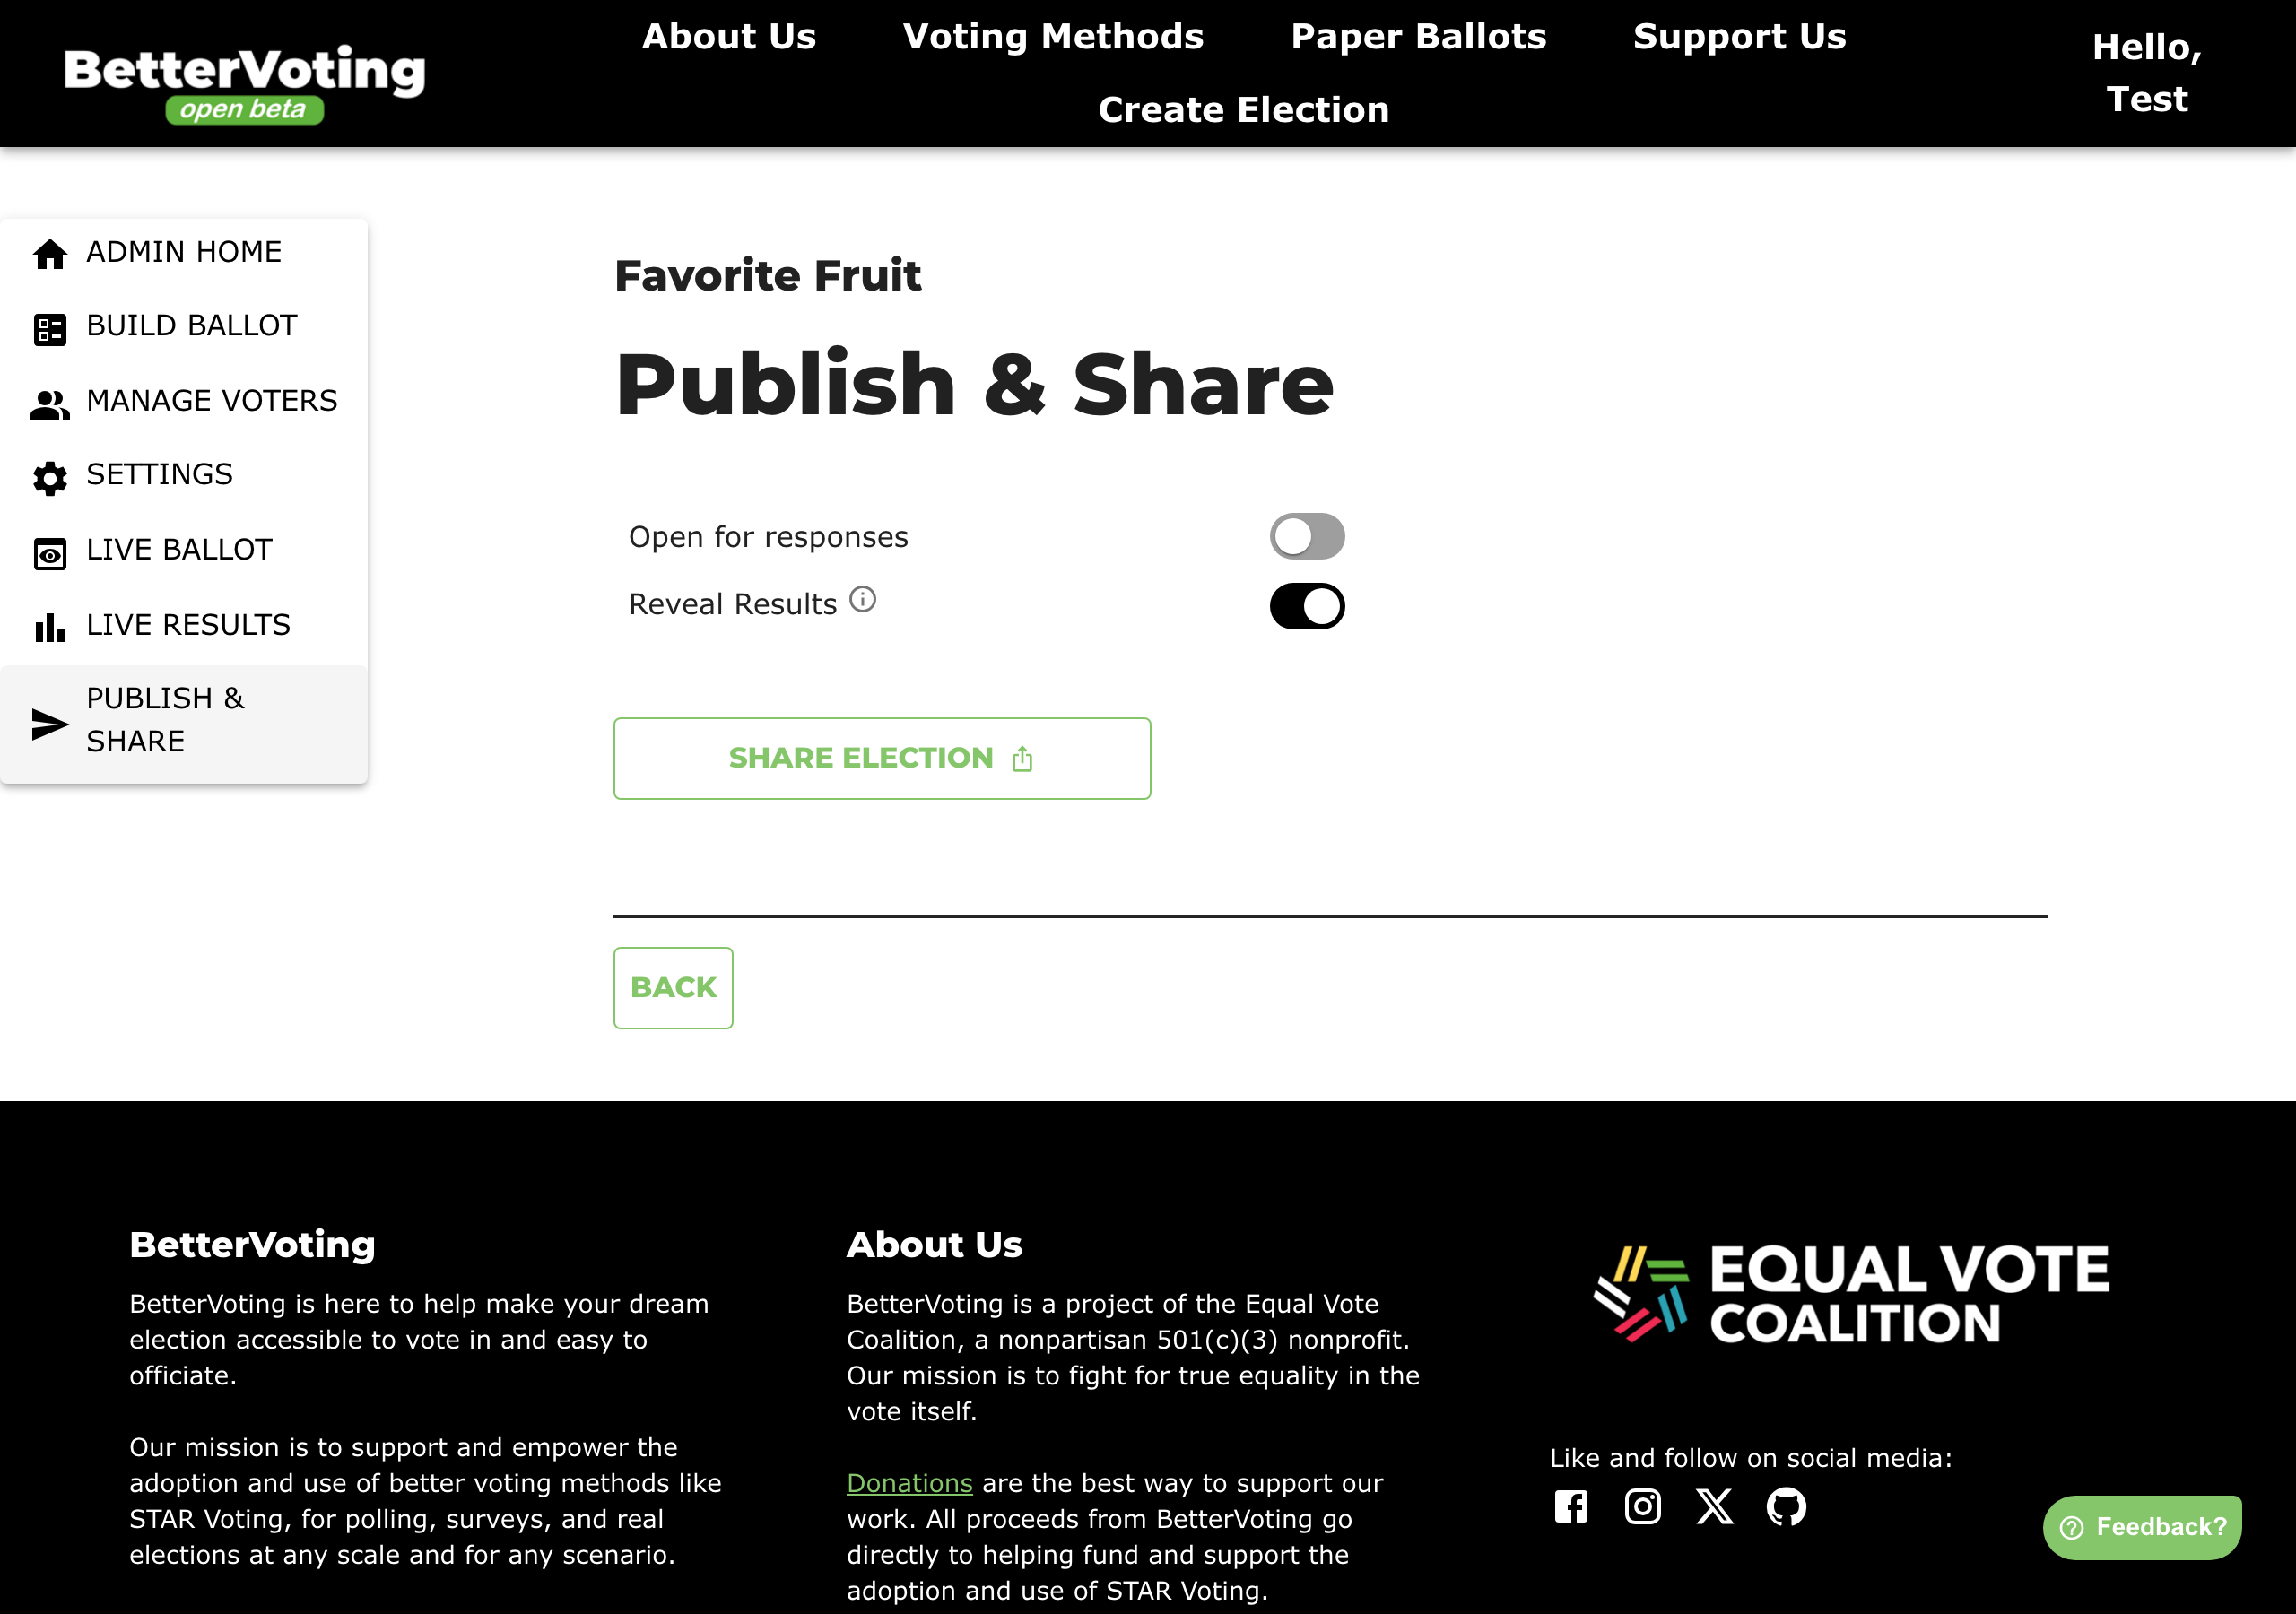 BetterVoting
open beta
About Us
Voting Methods
Paper Ballots
Support Us
Create Election
Hello,
Test
ADMIN HOME
BUILD BALLOT
MANAGE VOTERS
SETTINGS
LIVE BALLOT
LIVE RESULTS
PUBLISH &
SHARE
Favorite Fruit
Publish & Share
Open for responses
Reveal Results
SHARE ELECTION
BACK
BetterVoting
BetterVoting is here to help make your dream
election accessible to vote in and easy to
officiate.
Our mission is to support and empower the
adoption and use of better voting methods like
STAR Voting, for polling, surveys, and real
elections at any scale and for any scenario.
About Us
BetterVoting is a project of the Equal Vote
Coalition, a nonpartisan 501(c)(3) nonprofit.
Our mission is to fight for true equality in the
vote itself.
Donations are the best way to support our
work. All proceeds from BetterVoting go
directly to helping fund and support the
adoption and use of STAR Voting.
EQUAL VOTE
COALITION
Like and follow on social media:
Feedback?